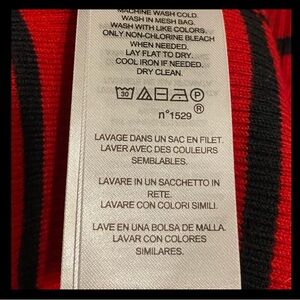 MACHINE WASH COLD.
WASH IN MESH BAG.
WASH WITH LIKE COLORS.
ONLY NON-CHLORINE BLEACH
WHEN NEEDED.
LAY FLAT TO DRY.
COOL IRON IF NEEDED.
DRY CLEAN.
30 P
n°1529 ®
LAVAGE DANS UN SAC EN FILET.
LAVER AVEC DES COULEURS
SEMBLABLES.
LAVARE IN UN SACCHETTO IN
RETE.
LAVARE CON COLORI SIMILI.
LAVE EN UNA BOLSA DE MALLA.
LAVAR CON COLORES
SIMILARES.